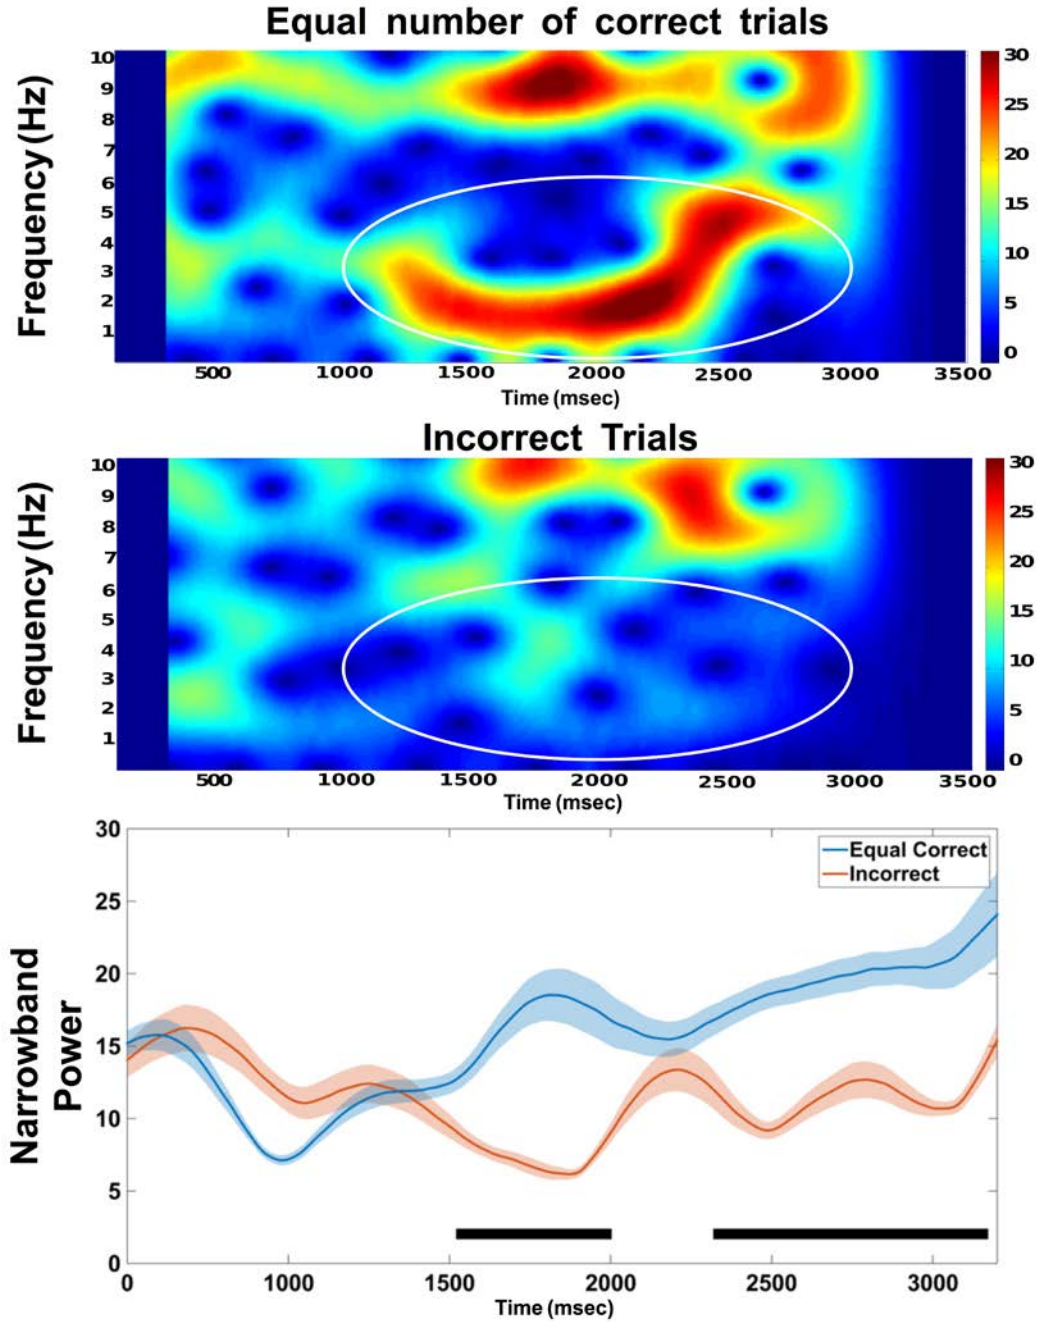 Equal number of correct trials
Frequency (Hz)
10
9
8
7
6
5
4
3
2
1
30
25
20
15
10
5
0
500 1000 1500 2000 2500 3000 3500
Time (msec)
Incorrect Trials
Frequency (Hz)
10
9
8
7
6
5
4
3
2
1
30
25
20
15
10
5
0
500 1000 1500 2000 2500 3000 3500
Time (msec)
Narrowband
Power
30
25
20
15
10
5
0
Equal Correct
Incorrect
0 1000 1500 2000 2500 3000
Time (msec)